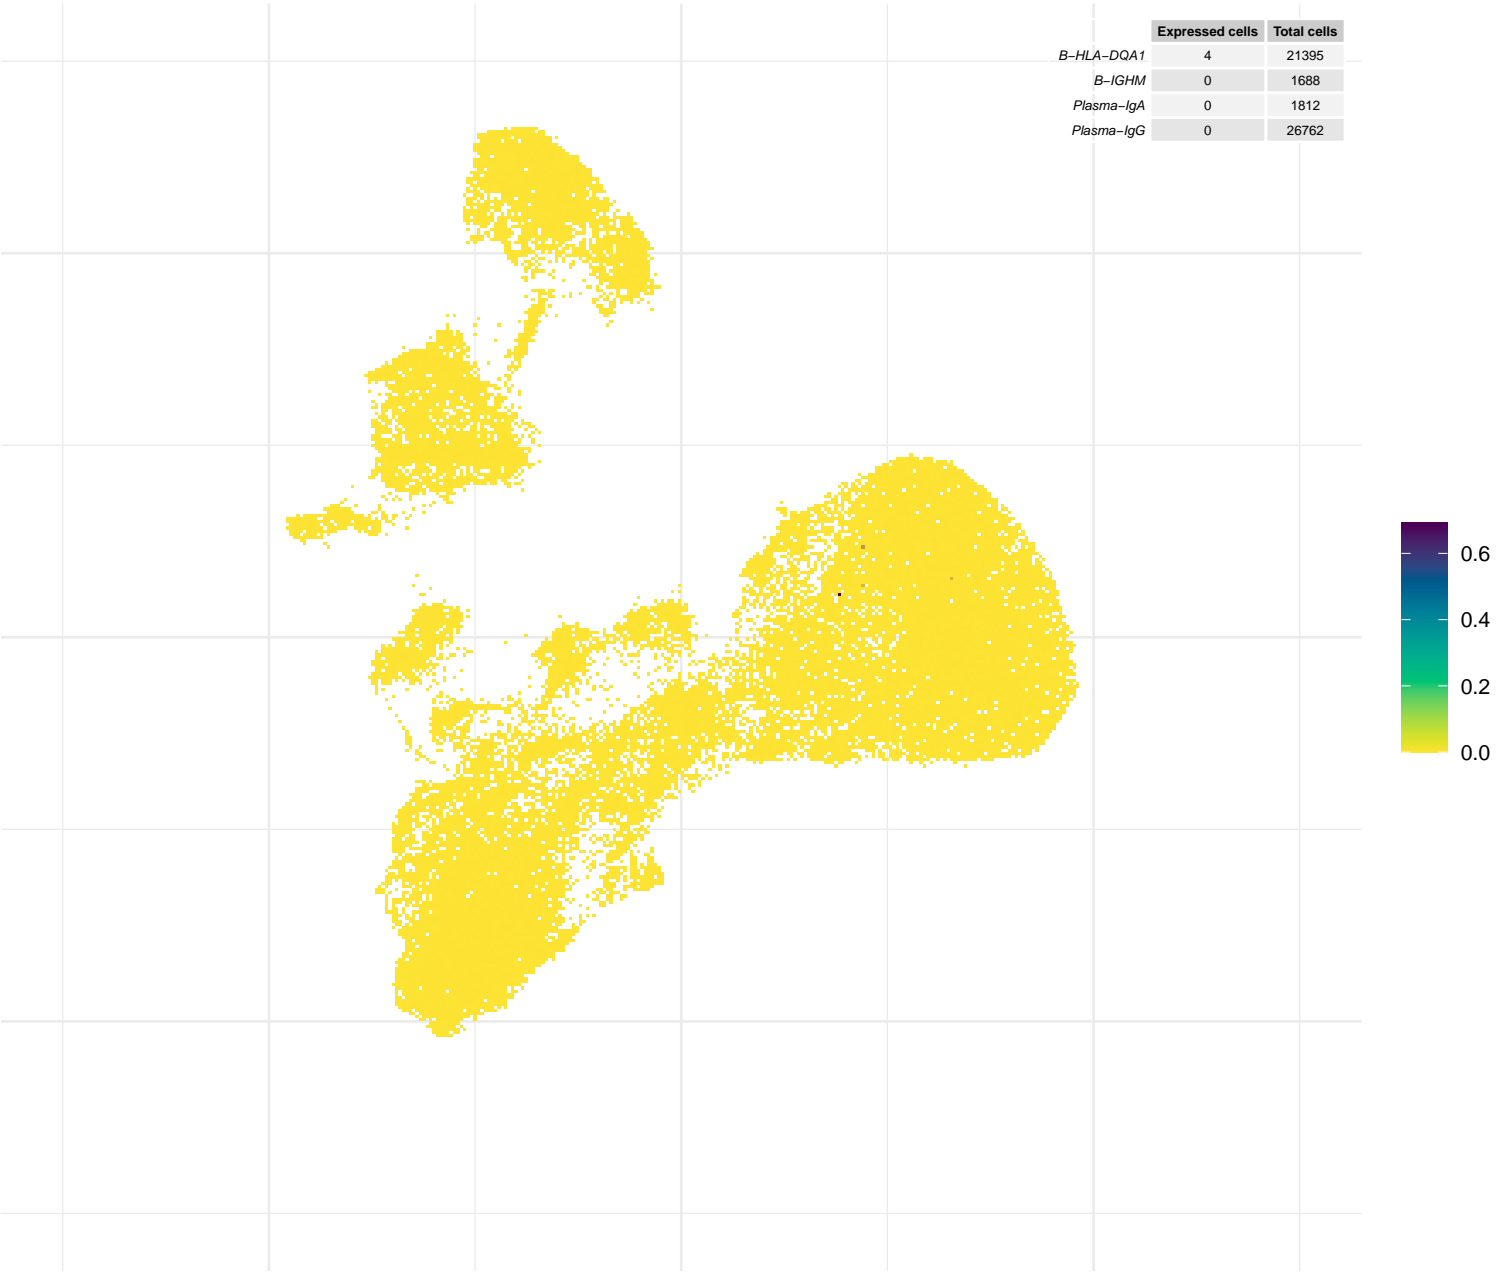 Expressed cells Total cells
B-HLA-DQA1 4 21395
B-IGHM 0 1688
Plasma-IgA 0 1812
Plasma-IgG 0 26762
0.6
0.4
0.2
0.0